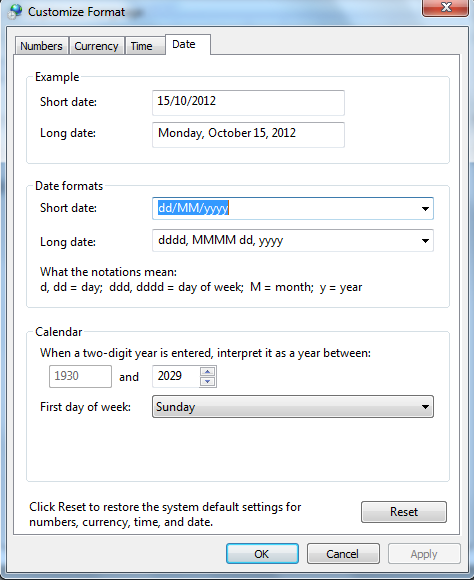 Customize Format
Numbers Currency Time Date
Example
Short date: 15/10/2012
Long date: Monday, October 15, 2012
Date formats
Short date: dd/MM/yyyy
Long date: dddd, MMMM dd, yyyy
What the notations mean:
d, dd = day; ddd, dddd = day of week; M = month; y = year
Calendar
When a two-digit year is entered, interpret it as a year between:
1930 and 2029
First day of week: Sunday
Click Reset to restore the system default settings for
numbers, currency, time, and date.
Reset
OK Cancel Apply